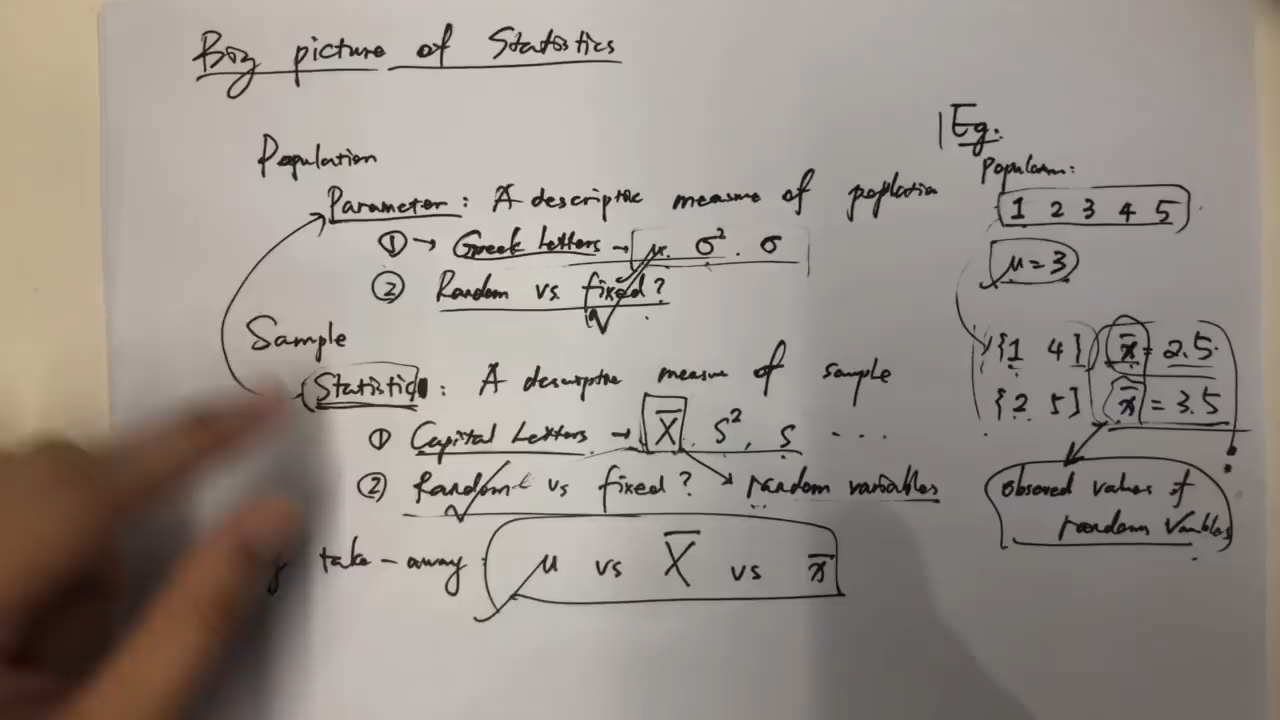 Big picture of Statistics
Population
Parameter : A descriptive measure of population
① → Greek Letters → μ. σ². σ
② Random vs fixed?
Sample
Statistic : A descriptive measure of sample
① Capital Letters → X̅. S², S ....
② Random vs fixed? → random variables
take-away : μ vs X̅ vs x̅
Eg.
Population:
1 2 3 4 5
μ = 3
{1 4} x̅ = 2.5
{2 5} x̅ = 3.5
observed values of
random variables